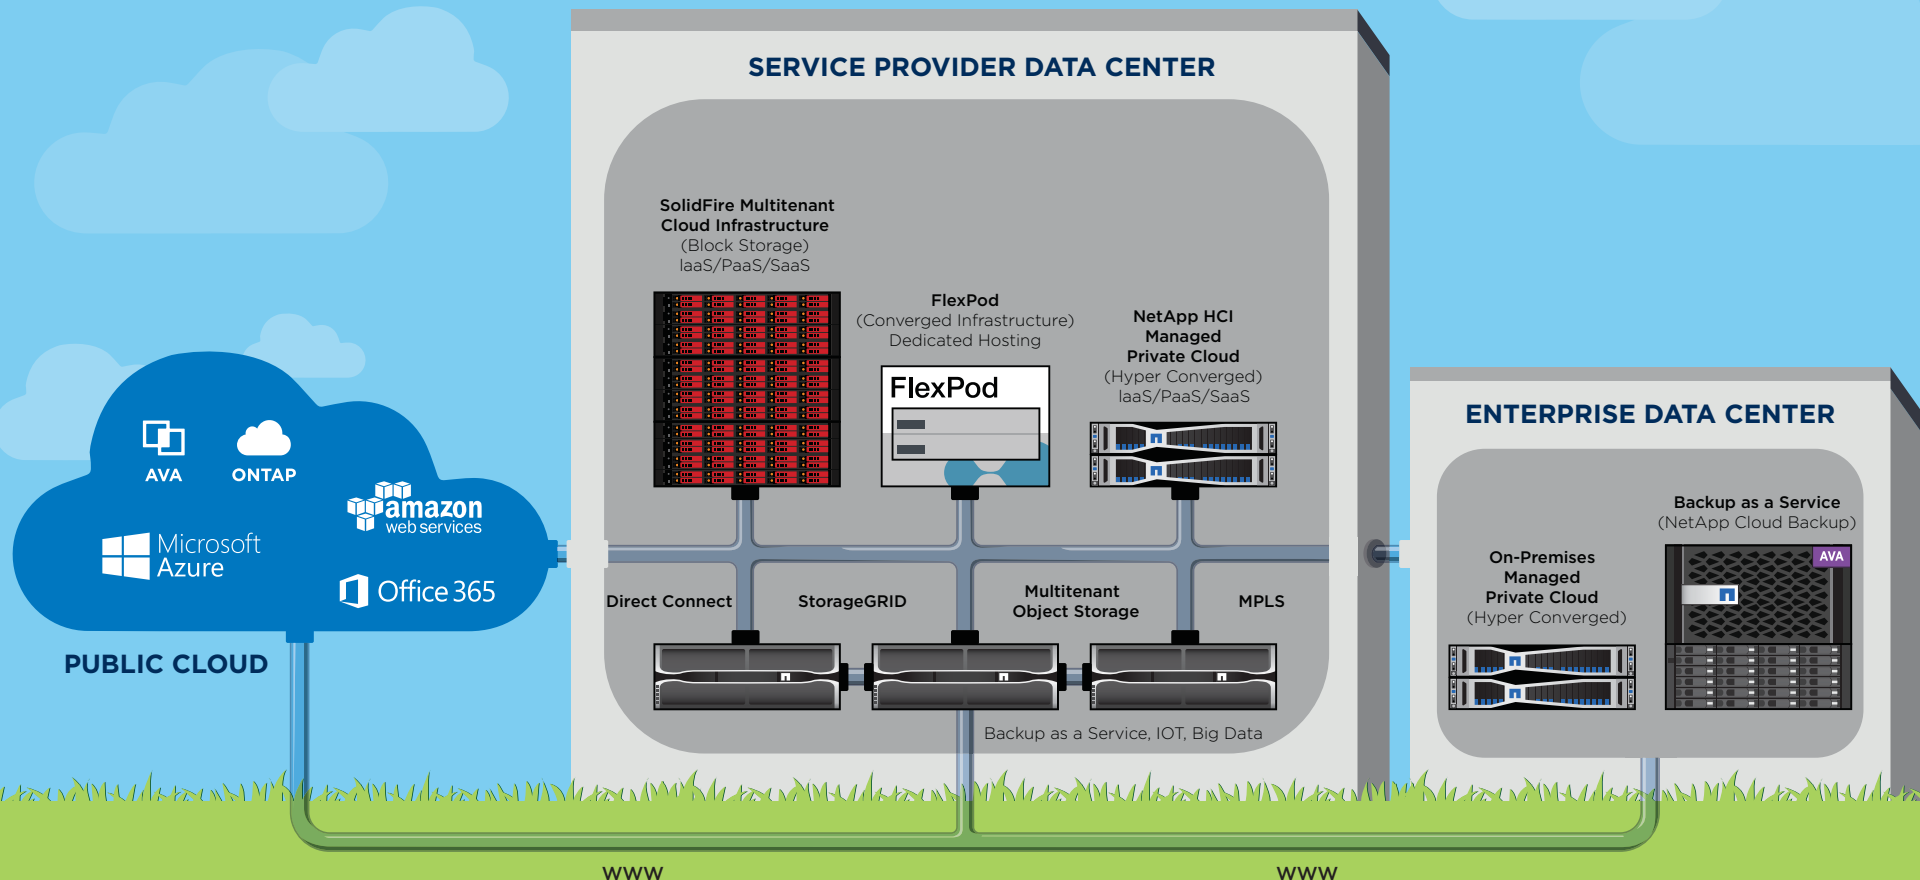 SERVICE PROVIDER DATA CENTER
SolidFire Multitenant
Cloud Infrastructure
(Block Storage)
IaaS/PaaS/SaaS
FlexPod
(Converged Infrastructure)
Dedicated Hosting
FlexPod
NetApp HCI
Managed
Private Cloud
(Hyper Converged)
IaaS/PaaS/SaaS
Direct Connect
StorageGRID
Multitenant
Object Storage
MPLS
Backup as a Service, IOT, Big Data
AVA
ONTAP
amazon
web services
Microsoft
Azure
Office 365
PUBLIC CLOUD
ENTERPRISE DATA CENTER
Backup as a Service
(NetApp Cloud Backup)
AVA
On-Premises
Managed
Private Cloud
(Hyper Converged)
WWW
WWW